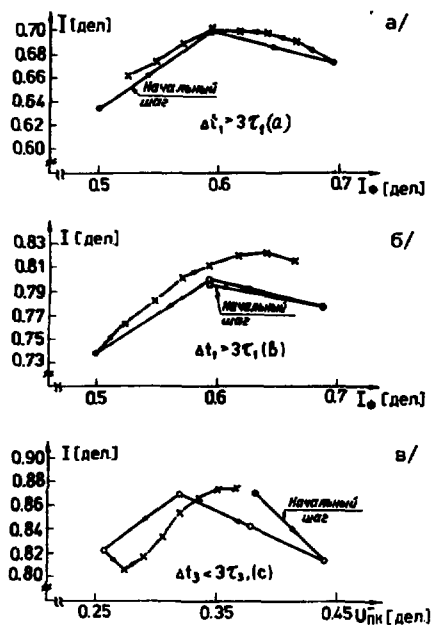 I [дел] а/
0.70
0.68
0.66
0.64
0.62
0.60
Начальный
шаг
Δt₁ > 3τ₁(a)
0.5 0.6 0.7
Iф [дел]
I [дел] б/
0.83
0.81
0.79
0.77
0.75
0.73
Начальный
шаг
Δt₁ > 3τ₁(b)
0.5 0.6 0.7
Iф [дел]
I [дел] в/
0.90
0.88
0.86
0.84
0.82
0.80
Начальный
шаг
Δt₃ < 3τ₃,(c)
0.25 0.35 0.45
Uпк [дел]